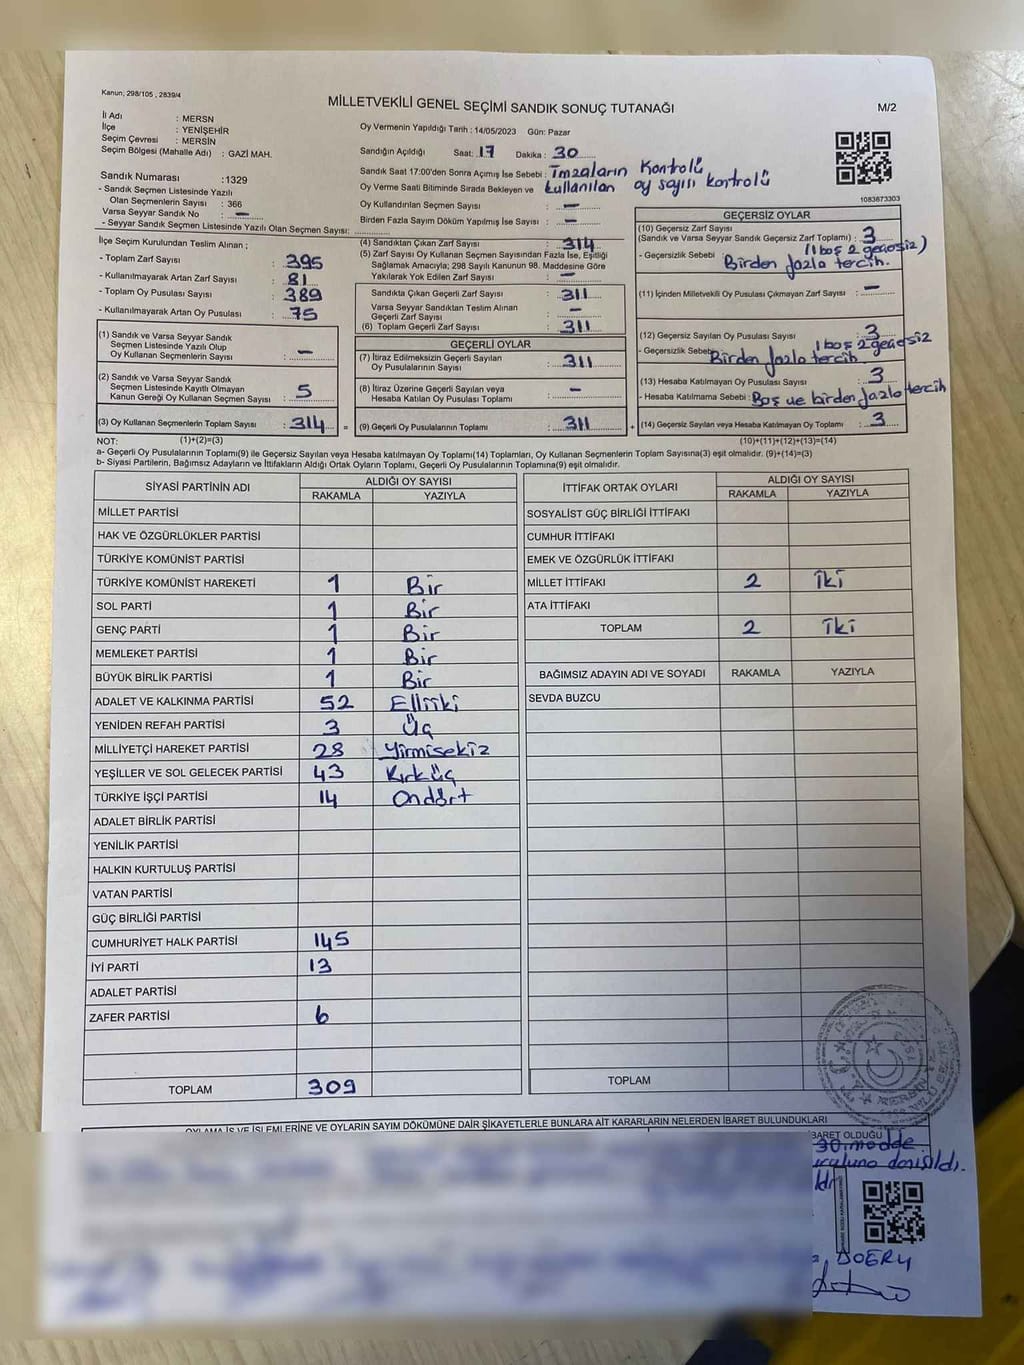 Kanun; 298/105 , 2839/4
MİLLETVEKİLİ GENEL SEÇİMİ SANDIK SONUÇ TUTANAĞI
M/2
İl Adı : MERSN
İlçe : YENİŞEHİR
Seçim Çevresi : MERSİN
Seçim Bölgesi (Mahalle Adı) : GAZİ MAH.
Oy Vermenin Yapıldığı Tarih : 14/05/2023 Gün: Pazar
Sandığın Açıldığı Saat: 17 Dakika : 30
Sandık Saat 17:00'den Sonra Açımış İse Sebebi : İmzaların Kontrolü
Oy Verme Saati Bitiminde Sırada Bekleyen ve kullanılan oy sayısı kontrolü
Oy Kullandırılan Seçmen Sayısı : —
Birden Fazla Sayım Döküm Yapılmış İse Sayısı : —
1083673303
Sandık Numarası :1329
- Sandık Seçmen Listesinde Yazılı
Olan Seçmenlerin Sayısı : 366
Varsa Seyyar Sandık No : —
- Seyyar Sandık Seçmen Listesinde Yazılı Olan Seçmen Sayısı:
İlçe Seçim Kurulundan Teslim Alınan ;
- Toplam Zarf Sayısı : 395
- Kullanılmayarak Artan Zarf Sayısı : 81
- Toplam Oy Pusulası Sayısı : 389
- Kullanılmayarak Artan Oy Pusulası : 75
(1) Sandık ve Varsa Seyyar Sandık
Seçmen Listesinde Yazılı Olup
Oy Kullanan Seçmenlerin Sayısı : —
(2) Sandık ve Varsa Seyyar Sandık
Seçmen Listesinde Kayıtlı Olmayan
Kanun Gereği Oy Kullanan Seçmen Sayısı : 5
(3) Oy Kullanan Seçmenlerin Toplam Sayısı : 314 =
(4) Sandıktan Çıkan Zarf Sayısı : 314
(5) Zarf Sayısı Oy Kullanan Seçmen Sayısından Fazla İse, Eşitliği
Sağlamak Amacıyla; 298 Sayılı Kanunun 98. Maddesine Göre
Yakılarak Yok Edilen Zarf Sayısı : —
Sandıkta Çıkan Geçerli Zarf Sayısı : 311
Varsa Seyyar Sandıktan Teslim Alınan
Geçerli Zarf Sayısı : —
(6) Toplam Geçerli Zarf Sayısı : 311
GEÇERLİ OYLAR
(7) İtiraz Edilmeksizin Geçerli Sayılan
Oy Pusulalarının Sayısı : 311
(8) İtiraz Üzerine Geçerli Sayılan veya
Hesaba Katılan Oy Pusulası Toplamı : —
(9) Geçerli Oy Pusulalarının Toplamı : 311 +
GEÇERSİZ OYLAR
(10) Geçersiz Zarf Sayısı
(Sandık ve Varsa Seyyar Sandık Geçersiz Zarf Toplamı) : 3
(1 boş 2 geçersiz)
- Geçersizlik Sebebi : Birden fazla tercih.
(11) İçinden Milletvekili Oy Pusulası Çıkmayan Zarf Sayısı : —
(12) Geçersiz Sayılan Oy Pusulası Sayısı : 3
1 boş 2 geçersiz
- Geçersizlik Sebebi : Birden fazla tercih
(13) Hesaba Katılmayan Oy Pusulası Sayısı : 3
- Hesaba Katılmama Sebebi : Boş ve birden fazla tercih
(14) Geçersiz Sayılan veya Hesaba Katılmayan Oy Toplamı : 3
NOT: (1)+(2)=(3) (10)+(11)+(12)+(13)=(14)
a- Geçerli Oy Pusulalarının Toplamı(9) ile Geçersiz Sayılan veya Hesaba katılmayan Oy Toplamı(14) Toplamları, Oy Kullanan Seçmenlerin Toplam Sayısına(3) eşit olmalıdır. (9)+(14)=(3)
b- Siyasi Partilerin, Bağımsız Adayların ve İttifakların Aldığı Ortak Oyların Toplamı, Geçerli Oy Pusulalarının Toplamına(9) eşit olmalıdır.
SİYASİ PARTİNİN ADI ALDIĞI OY SAYISI
RAKAMLA YAZIYLA
MİLLET PARTİSİ
HAK VE ÖZGÜRLÜKLER PARTİSİ
TÜRKİYE KOMÜNİST PARTİSİ
TÜRKİYE KOMÜNİST HAREKETİ 1 Bir
SOL PARTİ 1 Bir
GENÇ PARTİ 1 Bir
MEMLEKET PARTİSİ 1 Bir
BÜYÜK BİRLİK PARTİSİ 1 Bir
ADALET VE KALKINMA PARTİSİ 52 Elliiki
YENİDEN REFAH PARTİSİ 3 Üç
MİLLİYETÇİ HAREKET PARTİSİ 28 Yirmisekiz
YEŞİLLER VE SOL GELECEK PARTİSİ 43 Kırküç
TÜRKİYE İŞÇİ PARTİSİ 14 Ondört
ADALET BİRLİK PARTİSİ
YENİLİK PARTİSİ
HALKIN KURTULUŞ PARTİSİ
VATAN PARTİSİ
GÜÇ BİRLİĞİ PARTİSİ
CUMHURİYET HALK PARTİSİ 145
İYİ PARTİ 13
ADALET PARTİSİ
ZAFER PARTİSİ 6
TOPLAM 309
İTTİFAK ORTAK OYLARI ALDIĞI OY SAYISI
RAKAMLA YAZIYLA
SOSYALİST GÜÇ BİRLİĞİ İTTİFAKI
CUMHUR İTTİFAKI
EMEK VE ÖZGÜRLÜK İTTİFAKI
MİLLET İTTİFAKI 2 İki
ATA İTTİFAKI
TOPLAM 2 İki
BAĞIMSIZ ADAYIN ADI VE SOYADI RAKAMLA YAZIYLA
SEVDA BUZCU
TOPLAM
OYLAMA İŞ VE İŞLEMLERİNE VE OYLARIN SAYIM DÖKÜMÜNE DAİR ŞİKAYETLERLE BUNLARA AİT KARARLARIN NELERDEN İBARET BULUNDUKLARI
BARET OLDUĞU
30. madde